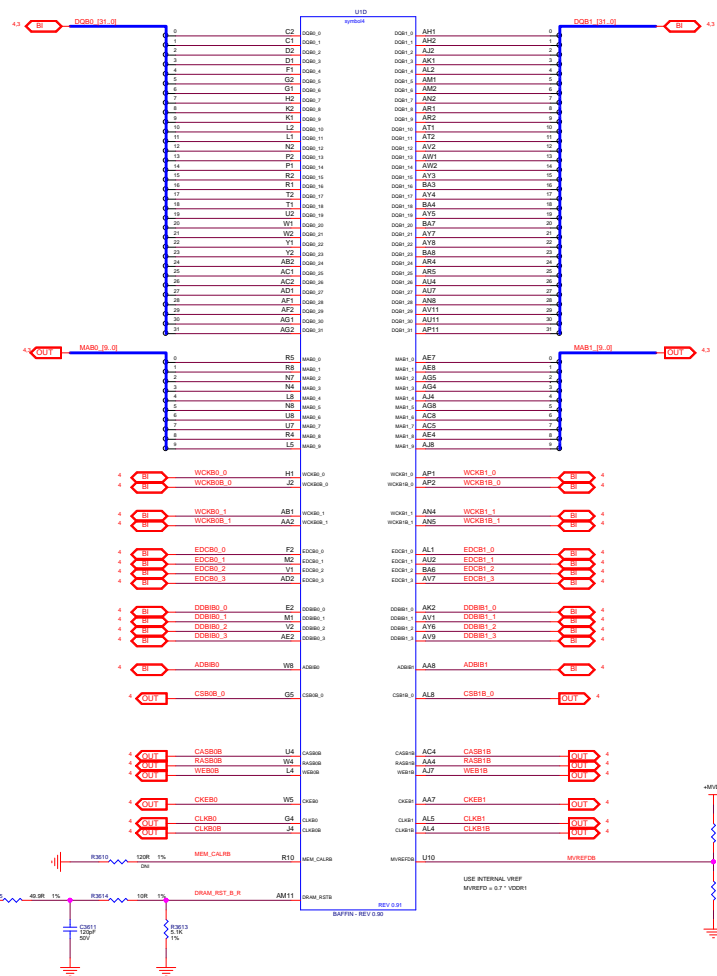 U1D
symbol4
4,3 BI DQB0_[31..0] DQB1_[31..0] BI 4,3
0 C2 DQB0_0 DQB1_0 AH1 0
1 C1 DQB0_1 DQB1_1 AH2 1
2 D2 DQB0_2 DQB1_2 AJ2 2
3 D1 DQB0_3 DQB1_3 AK1 3
4 F1 DQB0_4 DQB1_4 AL2 4
5 G2 DQB0_5 DQB1_5 AM1 5
6 G1 DQB0_6 DQB1_6 AM2 6
7 H2 DQB0_7 DQB1_7 AN2 7
8 K2 DQB0_8 DQB1_8 AR1 8
9 K1 DQB0_9 DQB1_9 AR2 9
10 L2 DQB0_10 DQB1_10 AT1 10
11 L1 DQB0_11 DQB1_11 AT2 11
12 N2 DQB0_12 DQB1_12 AV2 12
13 P2 DQB0_13 DQB1_13 AW1 13
14 P1 DQB0_14 DQB1_14 AW2 14
15 R2 DQB0_15 DQB1_15 AY3 15
16 R1 DQB0_16 DQB1_16 BA3 16
17 T2 DQB0_17 DQB1_17 AY4 17
18 T1 DQB0_18 DQB1_18 BA4 18
19 U2 DQB0_19 DQB1_19 AY5 19
20 W1 DQB0_20 DQB1_20 BA7 20
21 W2 DQB0_21 DQB1_21 AY7 21
22 Y1 DQB0_22 DQB1_22 AY8 22
23 Y2 DQB0_23 DQB1_23 BA8 23
24 AB2 DQB0_24 DQB1_24 AR4 24
25 AC1 DQB0_25 DQB1_25 AR5 25
26 AC2 DQB0_26 DQB1_26 AU4 26
27 AD1 DQB0_27 DQB1_27 AU7 27
28 AF1 DQB0_28 DQB1_28 AN8 28
29 AF2 DQB0_29 DQB1_29 AV11 29
30 AG1 DQB0_30 DQB1_30 AU11 30
31 AG2 DQB0_31 DQB1_31 AP11 31
4,3 OUT MAB0_[9..0] MAB1_[9..0] OUT 4,3
0 R5 MAB0_0 MAB1_0 AE7 0
1 R8 MAB0_1 MAB1_1 AE8 1
2 N7 MAB0_2 MAB1_2 AG5 2
3 N4 MAB0_3 MAB1_3 AG4 3
4 L8 MAB0_4 MAB1_4 AJ4 4
5 N8 MAB0_5 MAB1_5 AG8 5
6 U8 MAB0_6 MAB1_6 AC8 6
7 U7 MAB0_7 MAB1_7 AC5 7
8 R4 MAB0_8 MAB1_8 AE4 8
9 L5 MAB0_9 MAB1_9 AJ8 9
4 BI WCKB0_0 H1 WCKB0_0 WCKB1_0 AP1 WCKB1_0 BI 4
4 BI WCKB0B_0 J2 WCKB0B_0 WCKB1B_0 AP2 WCKB1B_0 BI 4
4 BI WCKB0_1 AB1 WCKB0_1 WCKB1_1 AN4 WCKB1_1 BI 4
4 BI WCKB0B_1 AA2 WCKB0B_1 WCKB1B_1 AN5 WCKB1B_1 BI 4
4 BI EDCB0_0 F2 EDCB0_0 EDCB1_0 AL1 EDCB1_0 BI 4
4 BI EDCB0_1 M2 EDCB0_1 EDCB1_1 AU2 EDCB1_1 BI 4
4 BI EDCB0_2 V1 EDCB0_2 EDCB1_2 BA6 EDCB1_2 BI 4
4 BI EDCB0_3 AD2 EDCB0_3 EDCB1_3 AV7 EDCB1_3 BI 4
4 BI DDBIB0_0 E2 DDBIB0_0 DDBIB1_0 AK2 DDBIB1_0 BI 4
4 BI DDBIB0_1 M1 DDBIB0_1 DDBIB1_1 AV1 DDBIB1_1 BI 4
4 BI DDBIB0_2 V2 DDBIB0_2 DDBIB1_2 AY6 DDBIB1_2 BI 4
4 BI DDBIB0_3 AE2 DDBIB0_3 DDBIB1_3 AV9 DDBIB1_3 BI 4
4 BI ADBIB0 W8 ADBIB0 ADBIB1 AA8 ADBIB1 BI 4
4 OUT CSB0B_0 G5 CSB0B_0 CSB1B_0 AL8 CSB1B_0 OUT 4
4 OUT CASB0B U4 CASB0B CASB1B AC4 CASB1B OUT 4
4 OUT RASB0B W4 RASB0B RASB1B AA4 RASB1B OUT 4
4 OUT WEB0B L4 WEB0B WEB1B AJ7 WEB1B OUT 4
4 OUT CKEB0 W5 CKEB0 CKEB1 AA7 CKEB1 OUT 4
4 OUT CLKB0 G4 CLKB0 CLKB1 AL5 CLKB1 OUT 4
4 OUT CLKB0B J4 CLKB0B CLKB1B AL4 CLKB1B OUT 4
R3610 120R 1% MEM_CALRB R10 MEM_CALRB MVREFDB U10 MVREFDB
DNI
USE INTERNAL VREF
MVREFD = 0.7 * VDDR1
49.9R 1% R3614 10R 1% DRAM_RST_B_R AM11 DRAM_RSTB
REV 0.91
BAFFIN - REV 0.90
C3611
120pF
50V
R3613
5.1K
1%